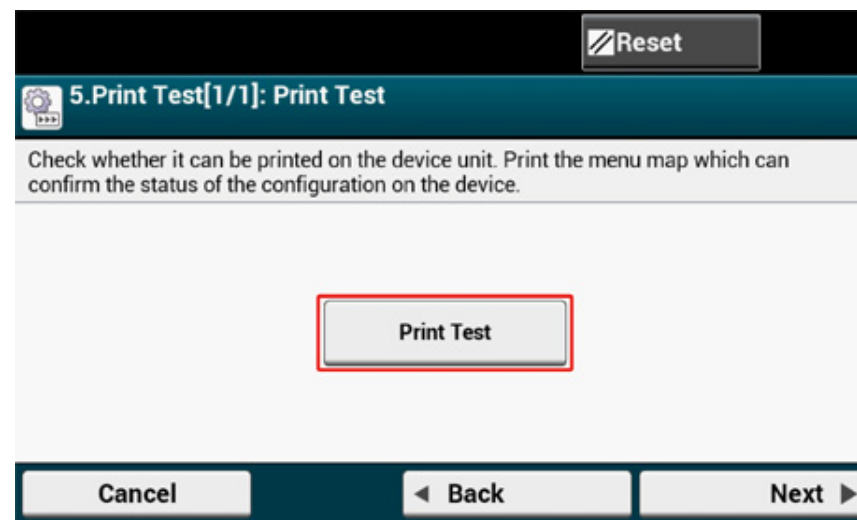 Reset
5.Print Test[1/1]: Print Test
Check whether it can be printed on the device unit. Print the menu map which can
confirm the status of the configuration on the device.
Print Test
Cancel
Back
Next